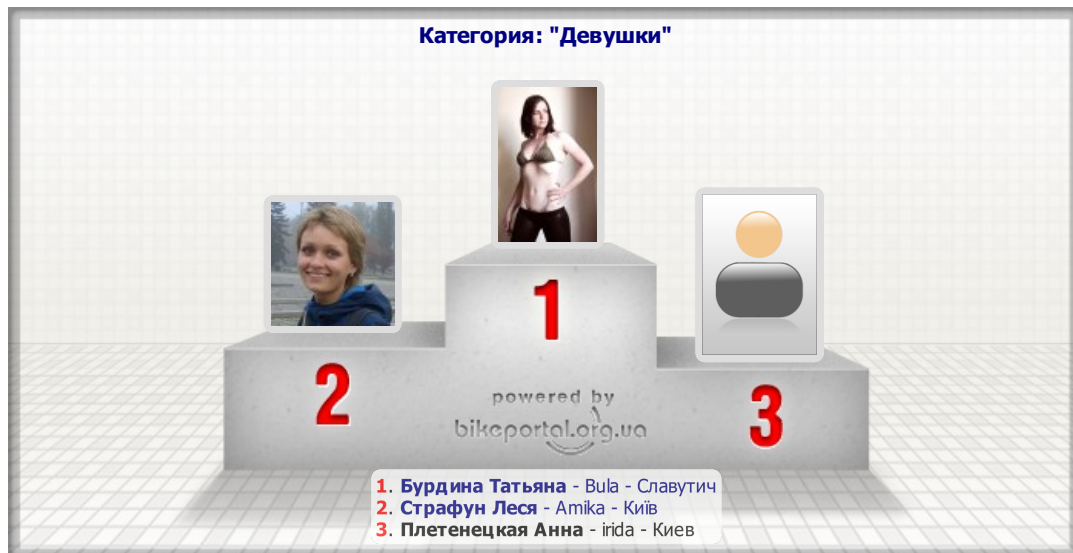 Категория: "Девушки"
1
2
3
powered by
bikeportal.org.ua
1. Бурдина Татьяна - Bula - Славутич
2. Страфун Леся - Amika - Київ
3. Плетенецкая Анна - irida - Киев